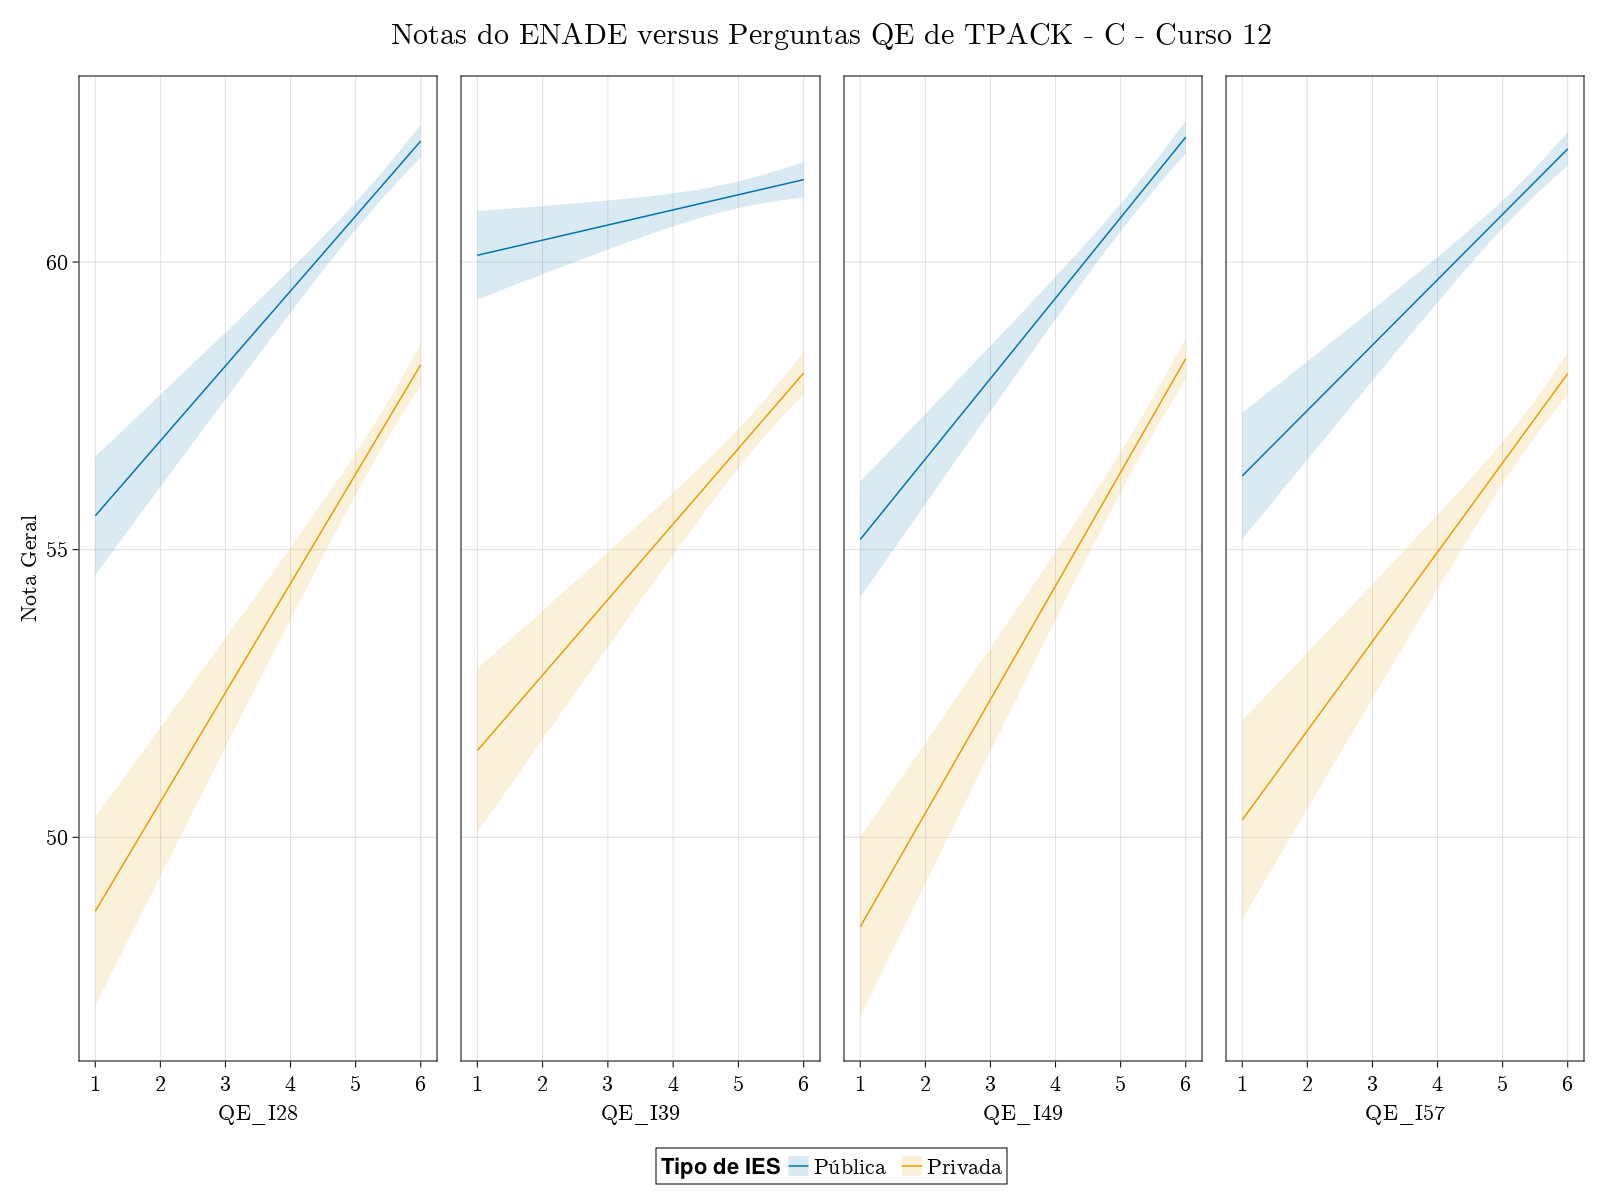 Notas do ENADE versus Perguntas QE de TPACK - C - Curso 12
Nota Geral
60
55
50
1 2 3 4 5 6
QE_I28
1 2 3 4 5 6
QE_I39
1 2 3 4 5 6
QE_I49
1 2 3 4 5 6
QE_I57
Tipo de IES Pública Privada